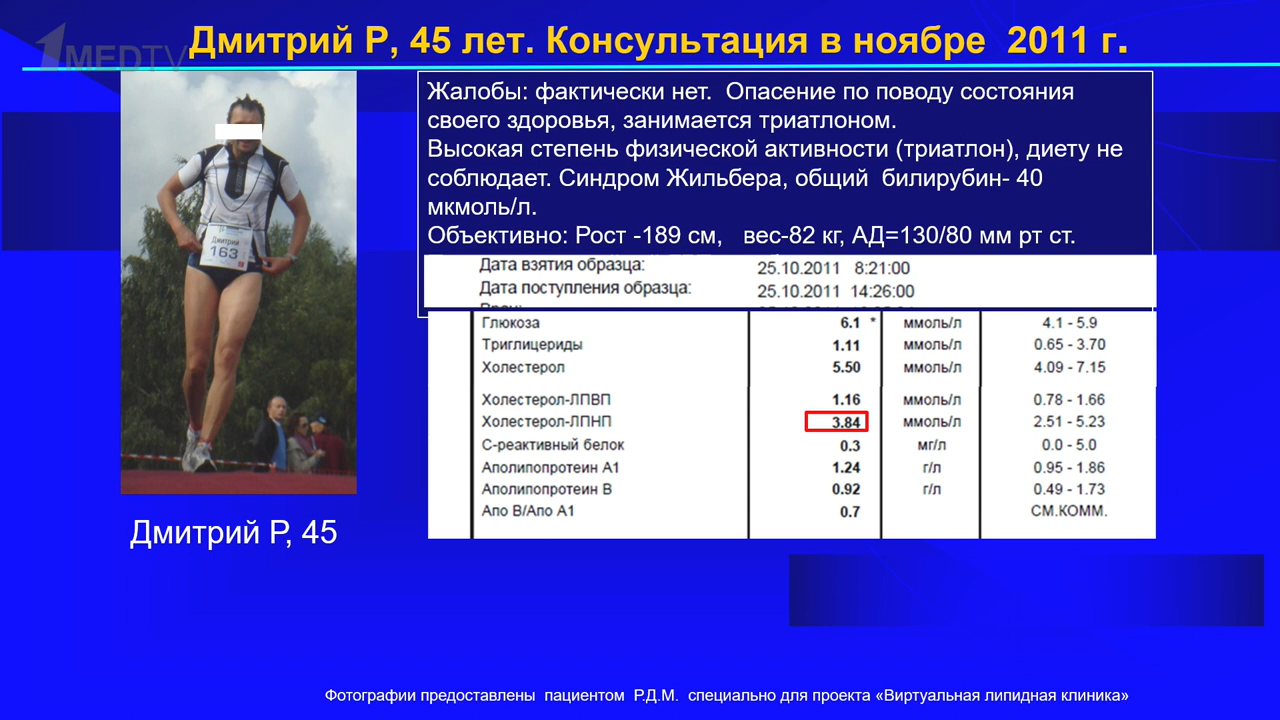 1MEDTV
Дмитрий Р, 45 лет. Консультация в ноябре 2011 г.
Жалобы: фактически нет. Опасение по поводу состояния
своего здоровья, занимается триатлоном.
Высокая степень физической активности (триатлон), диету не
соблюдает. Синдром Жильбера, общий билирубин- 40
мкмоль/л.
Объективно: Рост -189 см, вес-82 кг, АД=130/80 мм рт ст.
Дата взятия образца: 25.10.2011 8:21:00
Дата поступления образца: 25.10.2011 14:26:00
Глюкоза 6.1 * ммоль/л 4.1 - 5.9
Триглицериды 1.11 ммоль/л 0.65 - 3.70
Холестерол 5.50 ммоль/л 4.09 - 7.15
Холестерол-ЛПВП 1.16 ммоль/л 0.78 - 1.66
Холестерол-ЛПНП 3.84 ммоль/л 2.51 - 5.23
С-реактивный белок 0.3 мг/л 0.0 - 5.0
Аполипопротеин А1 1.24 г/л 0.95 - 1.86
Аполипопротеин В 0.92 г/л 0.49 - 1.73
Апо В/Апо А1 0.7 СМ.КОММ.
Дмитрий
163
Дмитрий Р, 45
Фотографии предоставлены пациентом Р.Д.М. специально для проекта «Виртуальная липидная клиника»